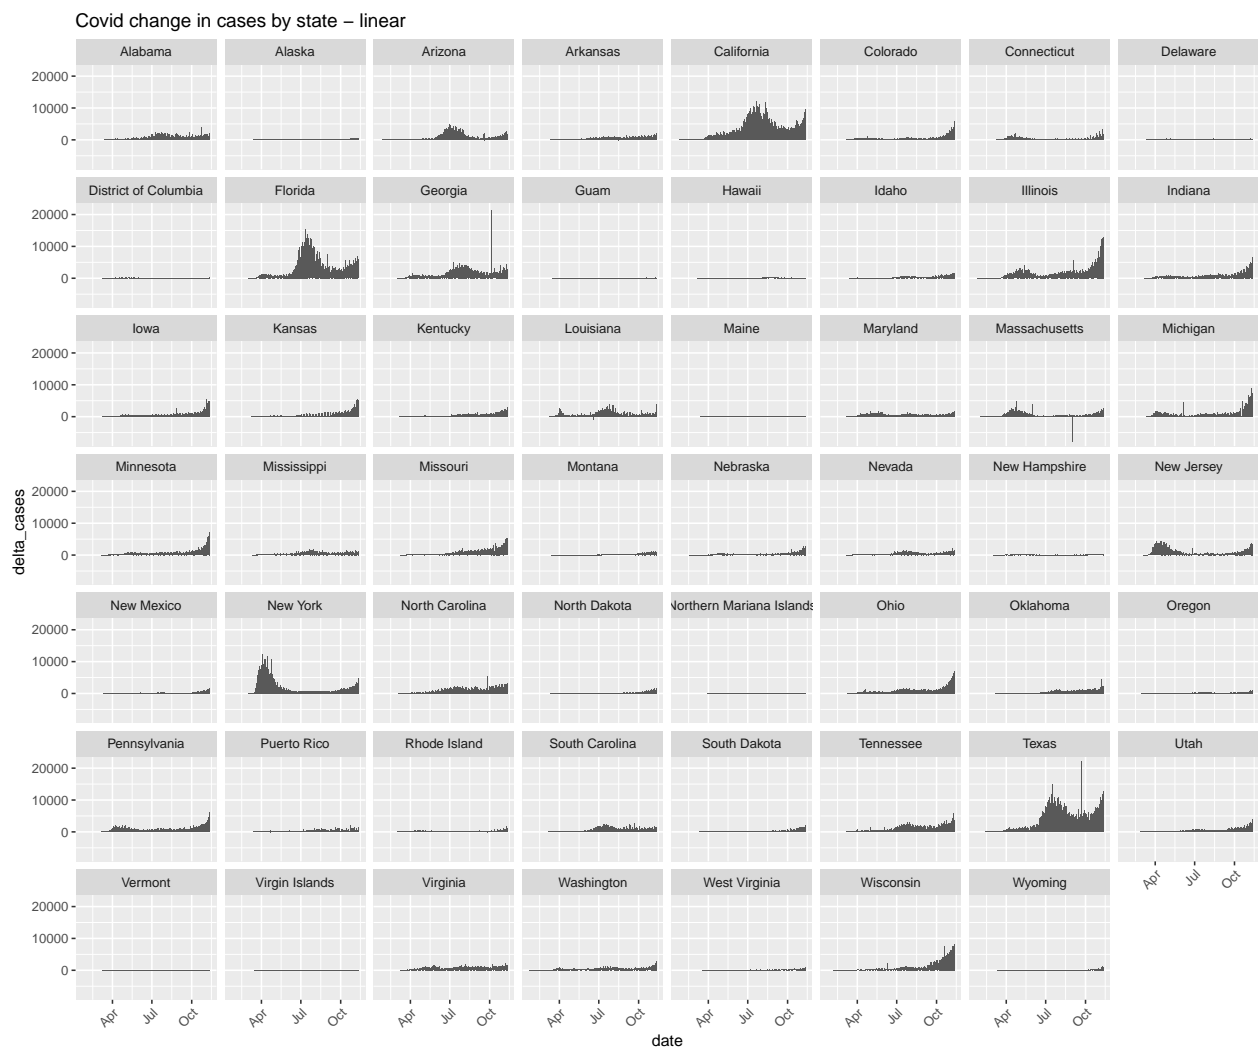 Covid change in cases by state – linear
Alabama Alaska Arizona Arkansas California Colorado Connecticut Delaware
20000
10000
0
District of Columbia Florida Georgia Guam Hawaii Idaho Illinois Indiana
20000
10000
0
Iowa Kansas Kentucky Louisiana Maine Maryland Massachusetts Michigan
20000
10000
0
Minnesota Mississippi Missouri Montana Nebraska Nevada New Hampshire New Jersey
20000
10000
0
delta_cases
New Mexico New York North Carolina North Dakota Northern Mariana Islands Ohio Oklahoma Oregon
20000
10000
0
Pennsylvania Puerto Rico Rhode Island South Carolina South Dakota Tennessee Texas Utah
20000
10000
0
Apr Jul Oct
Vermont Virgin Islands Virginia Washington West Virginia Wisconsin Wyoming
20000
10000
0
Apr Jul Oct Apr Jul Oct Apr Jul Oct Apr Jul Oct Apr Jul Oct Apr Jul Oct Apr Jul Oct
date